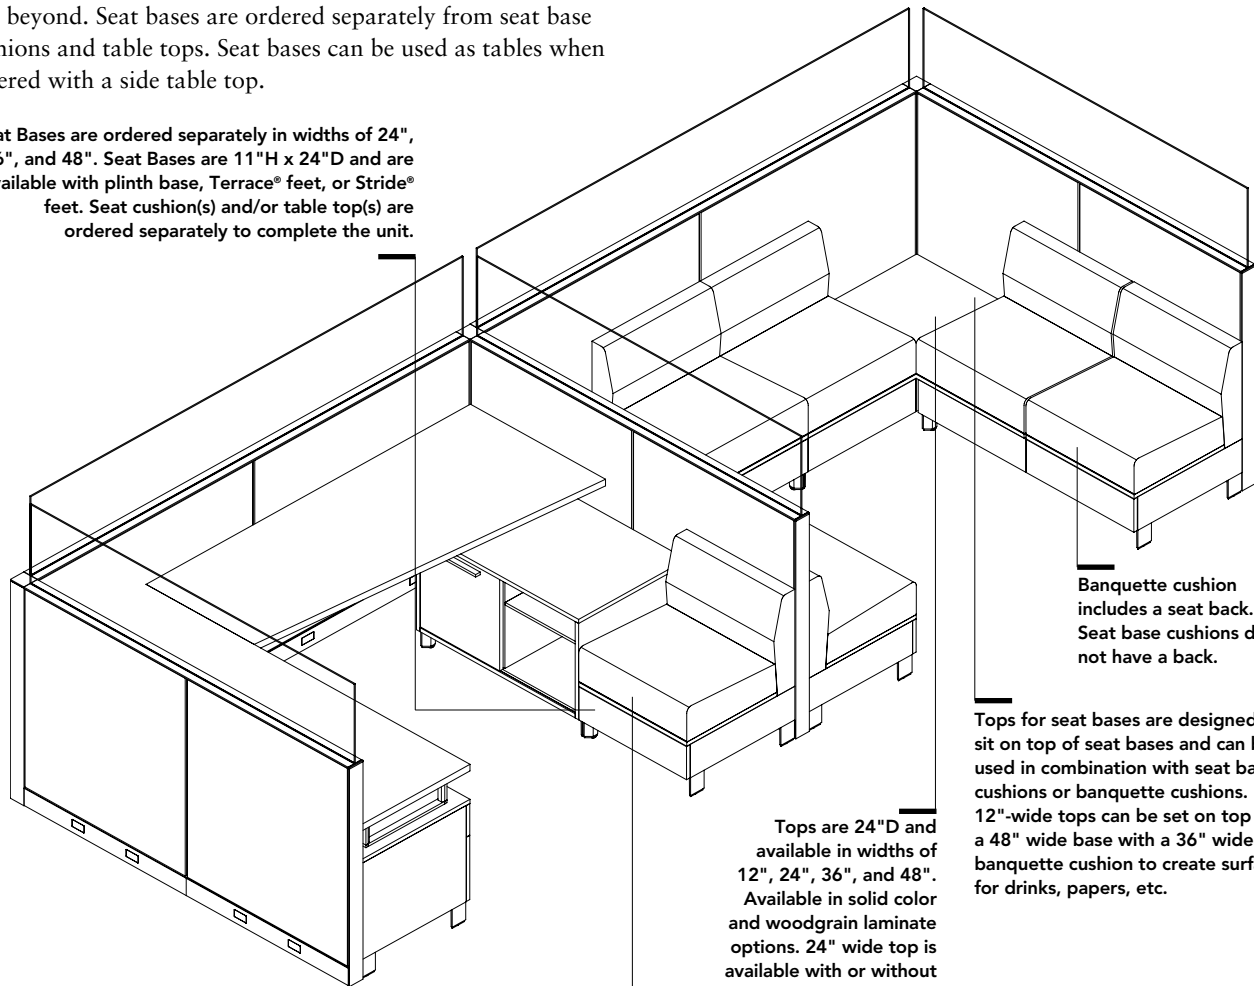 beyond. Seat bases are ordered separately from seat base
and table tops. Seat bases can be used as tables when
with a side table top.
Bases are ordered separately in widths of 24",
and 48". Seat Bases are 11"H x 24"D and are
with plinth base, Terrace® feet, or Stride®
feet. Seat cushion(s) and/or table top(s) are
ordered separately to complete the unit.
Banquette cushion
includes a seat back.
Seat base cushions
not have a back.
Tops for seat bases are designed
sit on top of seat bases and can
used in combination with seat
cushions or banquette cushions.
12"-wide tops can be set on top
a 48" wide base with a 36" wide
banquette cushion to create
for drinks, papers, etc.
Tops are 24"D and
available in widths of
12", 24", 36", and 48".
Available in solid color
and woodgrain laminate
options. 24" wide top is
available with or without